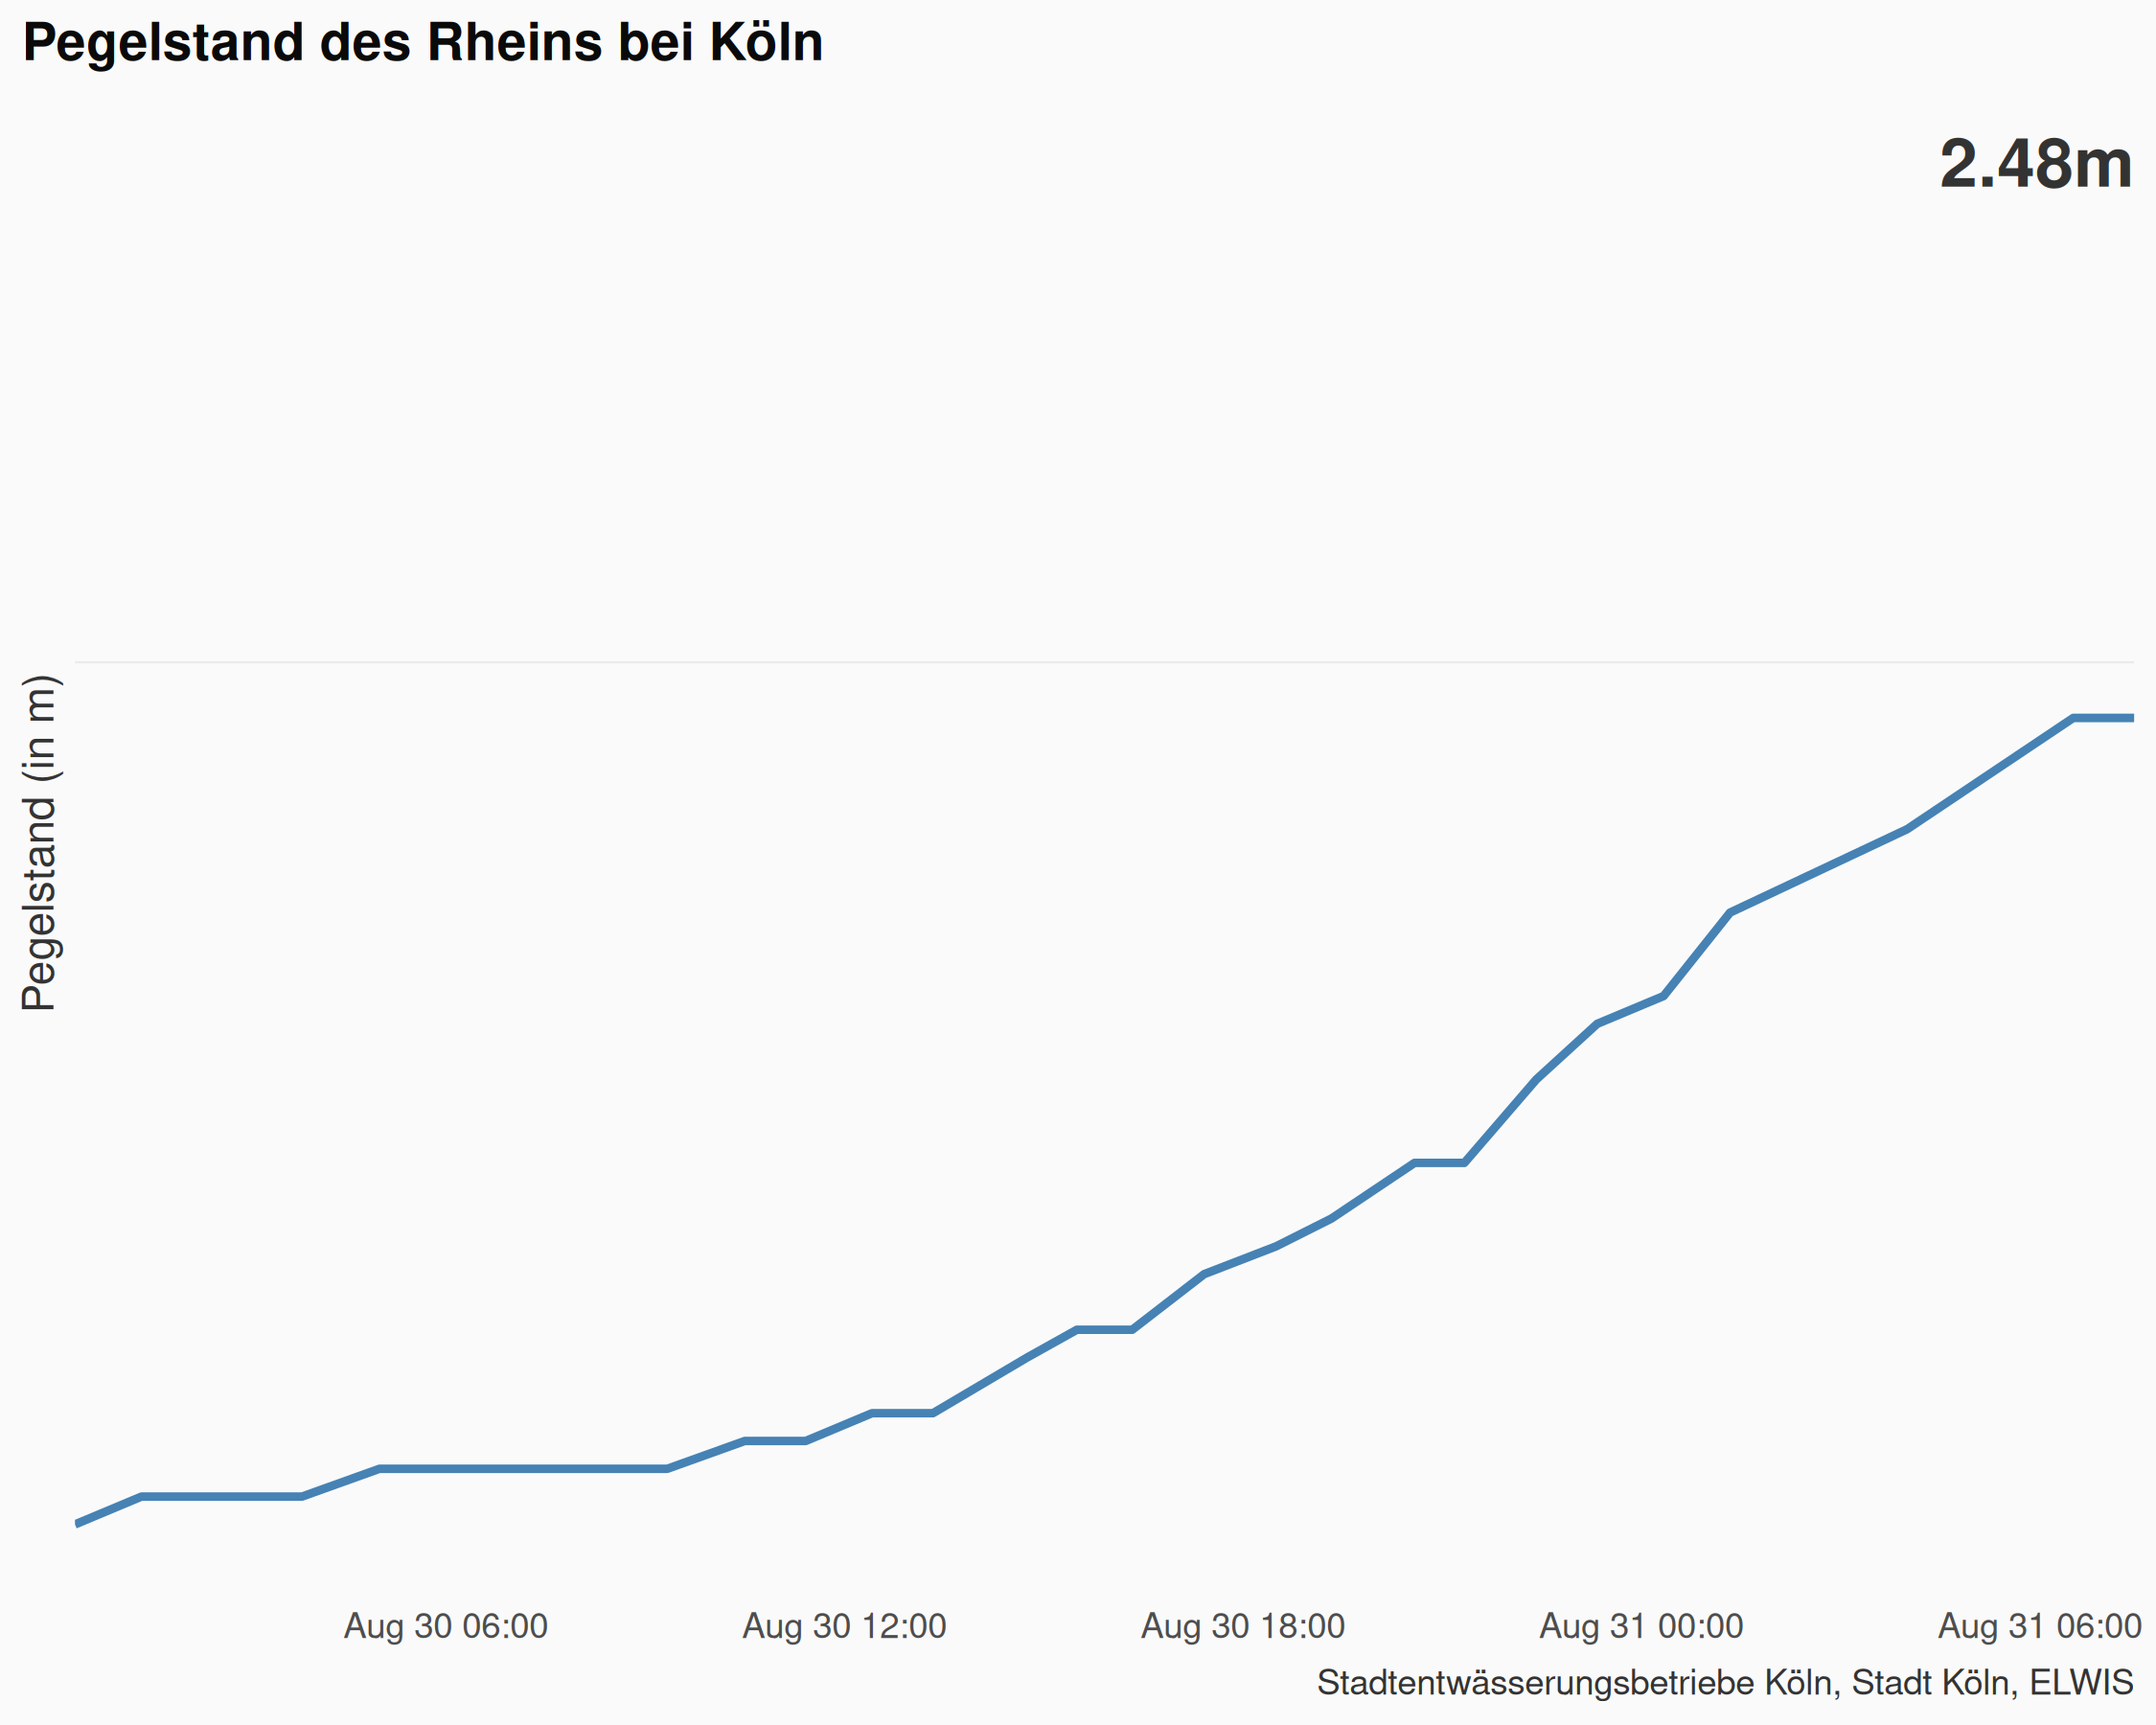 Pegelstand des Rheins bei Köln
2.48m
Pegelstand (in m)
Aug 30 06:00 Aug 30 12:00 Aug 30 18:00 Aug 31 00:00 Aug 31 06:00
Stadtentwässerungsbetriebe Köln, Stadt Köln, ELWIS